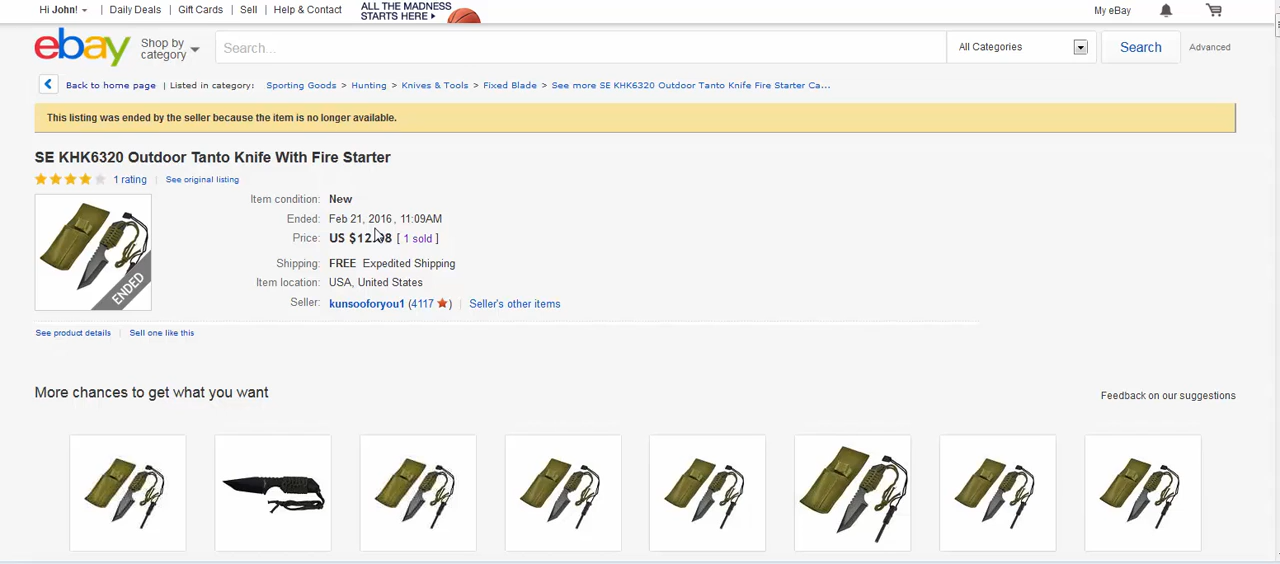 Hi John! | Daily Deals | Gift Cards | Sell | Help & Contact
ALL THE MADNESS
STARTS HERE
My eBay
ebay
Shop by
category
Search...
All Categories
Search
Advanced
Back to home page | Listed in category: Sporting Goods > Hunting > Knives & Tools > Fixed Blade > See more SE KHK6320 Outdoor Tanto Knife Fire Starter Ca...
This listing was ended by the seller because the item is no longer available.
SE KHK6320 Outdoor Tanto Knife With Fire Starter
1 rating | See original listing
ENDED
Item condition: New
Ended: Feb 21, 2016 , 11:09AM
Price: US [ 1 sold ]
Shipping: FREE Expedited Shipping
Item location: USA, United States
Seller: kunsooforyou1 (4117 ) | Seller's other items
See product details | Sell one like this
More chances to get what you want
Feedback on our suggestions